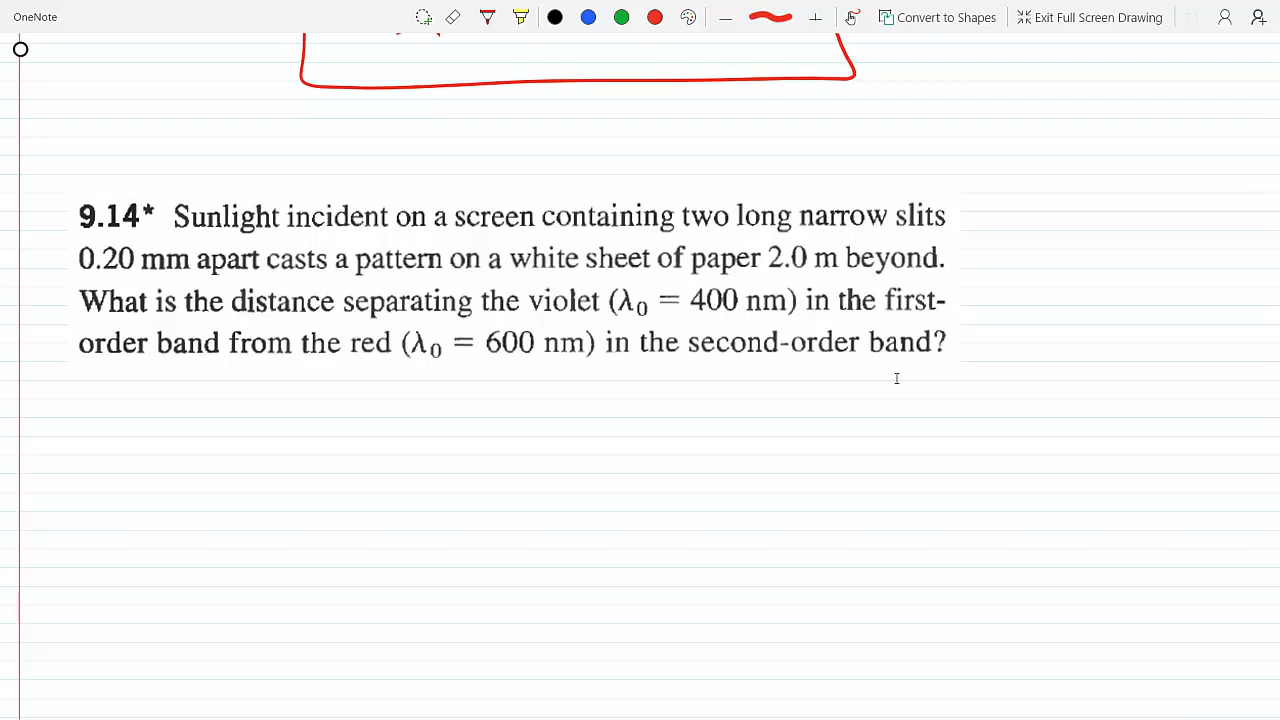 OneNote
Convert to Shapes
Exit Full Screen Drawing
9.14* Sunlight incident on a screen containing two long narrow slits
0.20 mm apart casts a pattern on a white sheet of paper 2.0 m beyond.
What is the distance separating the violet (λ₀ = 400 nm) in the first-
order band from the red (λ₀ = 600 nm) in the second-order band?